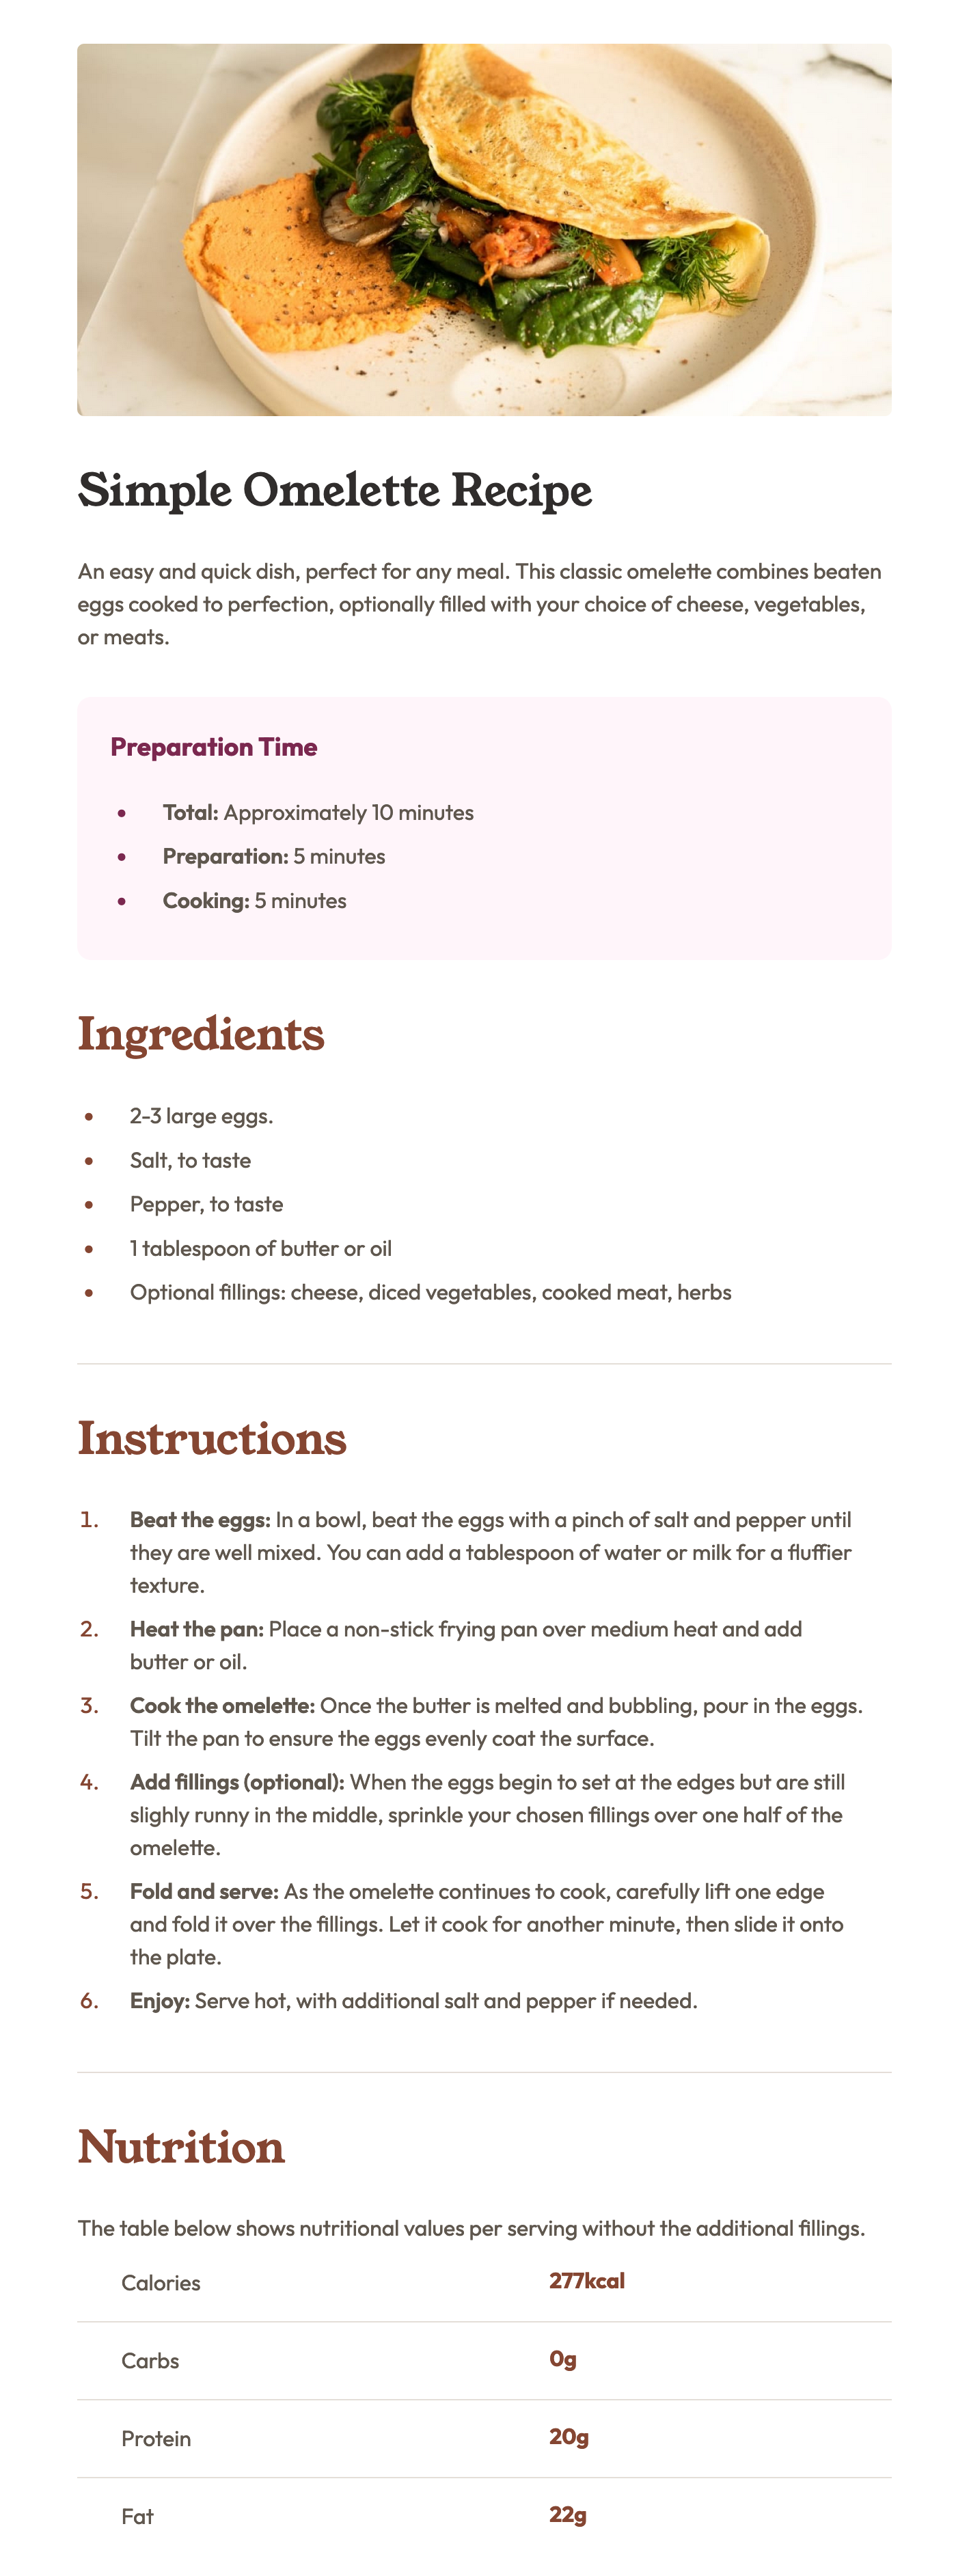 Simple Omelette Recipe
An easy and quick dish, perfect for any meal. This classic omelette combines beaten
eggs cooked to perfection, optionally filled with your choice of cheese, vegetables,
or meats.
Preparation Time
• Total: Approximately 10 minutes
• Preparation: 5 minutes
• Cooking: 5 minutes
Ingredients
• 2-3 large eggs.
• Salt, to taste
• Pepper, to taste
• 1 tablespoon of butter or oil
• Optional fillings: cheese, diced vegetables, cooked meat, herbs
Instructions
1. Beat the eggs: In a bowl, beat the eggs with a pinch of salt and pepper until
they are well mixed. You can add a tablespoon of water or milk for a fluffier
texture.
2. Heat the pan: Place a non-stick frying pan over medium heat and add
butter or oil.
3. Cook the omelette: Once the butter is melted and bubbling, pour in the eggs.
Tilt the pan to ensure the eggs evenly coat the surface.
4. Add fillings (optional): When the eggs begin to set at the edges but are still
slighly runny in the middle, sprinkle your chosen fillings over one half of the
omelette.
5. Fold and serve: As the omelette continues to cook, carefully lift one edge
and fold it over the fillings. Let it cook for another minute, then slide it onto
the plate.
6. Enjoy: Serve hot, with additional salt and pepper if needed.
Nutrition
The table below shows nutritional values per serving without the additional fillings.
Calories 277kcal
Carbs 0g
Protein 20g
Fat 22g